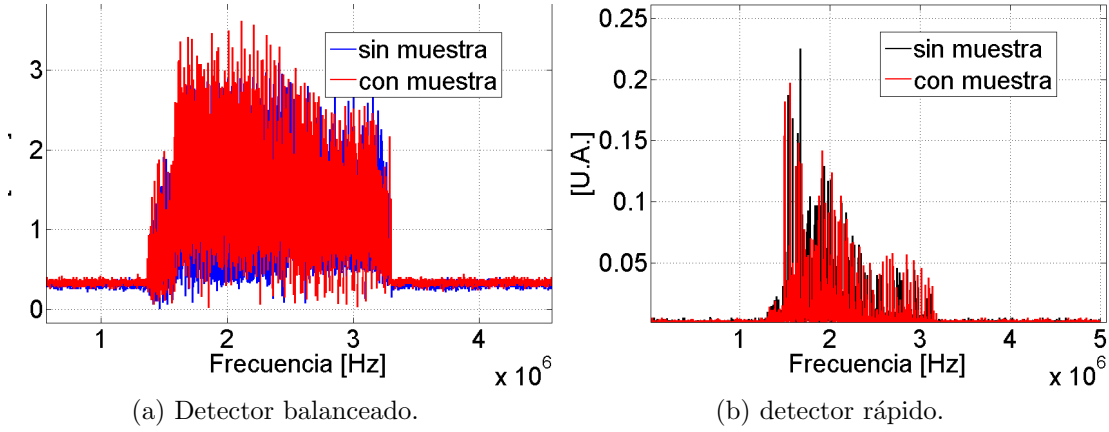 sin muestra
con muestra
3
2
1
0
1
2
3
4
Frecuencia [Hz]
x 10^6
(a) Detector balanceado.
sin muestra
con muestra
[U.A.]
0.25
0.2
0.15
0.1
0.05
1
2
3
4
5
Frecuencia [Hz]
x 10^6
(b) detector rápido.